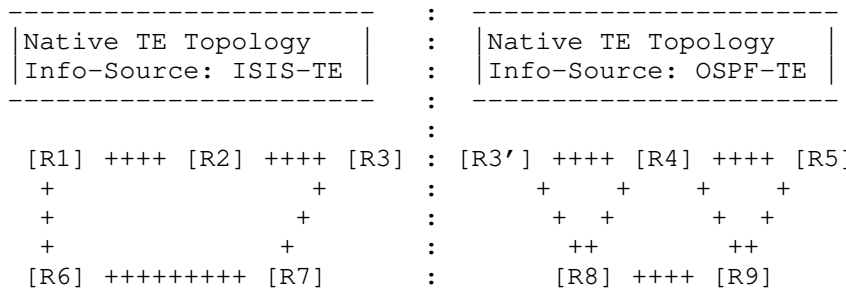 ----------------------- : -----------------------
|Native TE Topology | : |Native TE Topology |
|Info-Source: ISIS-TE | : |Info-Source: OSPF-TE |
----------------------- : -----------------------
:
[R1] ++++ [R2] ++++ [R3] : [R3'] ++++ [R4] ++++ [R5]
+ + : + + + +
+ + : + + + +
+ + : ++ ++
[R6] +++++++++ [R7] : [R8] ++++ [R9]